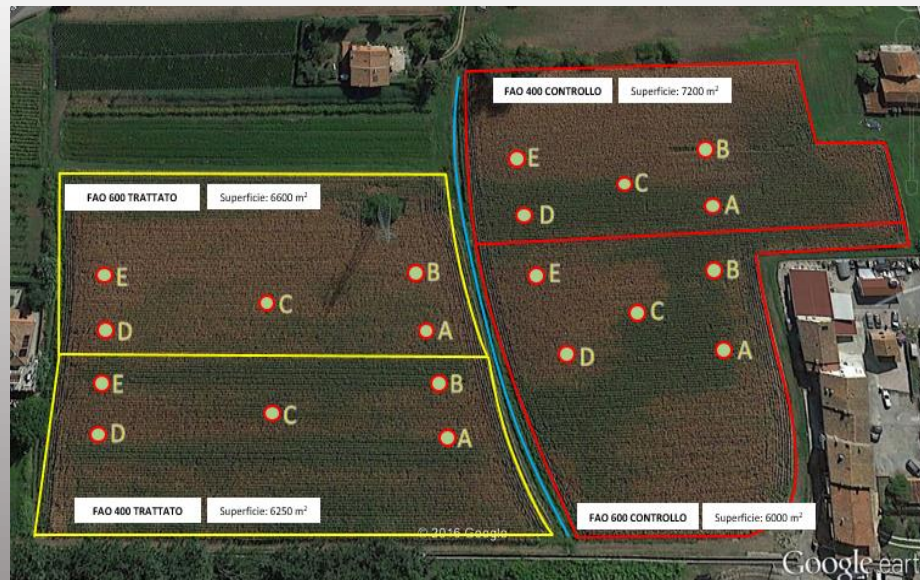 FAO 400 CONTROLLO
Superficie: 7200 m²
E
B
C
D
A
FAO 600 TRATTATO
Superficie: 6600 m²
E
B
C
D
A
E
B
C
D
A
E
B
C
D
A
FAO 400 TRATTATO
Superficie: 6250 m²
FAO 600 CONTROLLO
Superficie: 6000 m²
© 2016 Google
Google ear